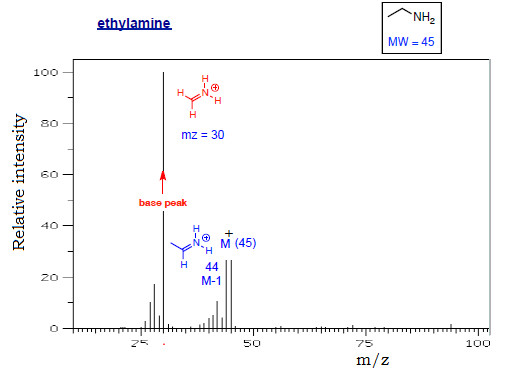 ethylamine
NH2
MW = 45
100
80
60
40
20
0
Relative intensity
H
H
N
+
H
H
mz = 30
base peak
H
N
+
H
H
+
M (45)
44
M-1
25
50
75
100
m/z